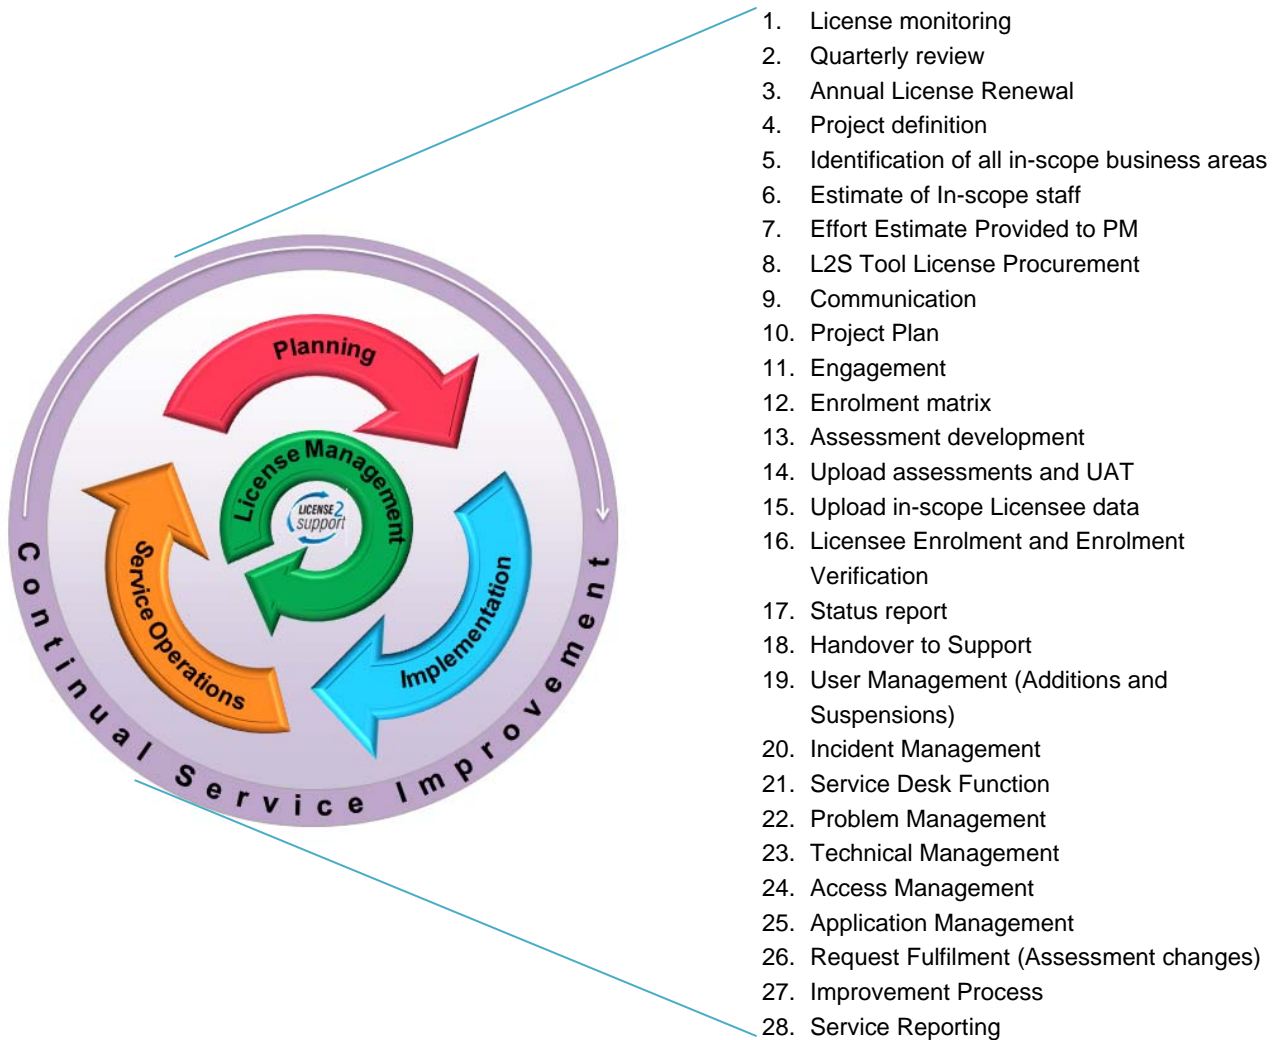 Planning
License Management
LICENSE 2
support
Service Operations
Implementation
Continual Service Improvement
1. License monitoring
2. Quarterly review
3. Annual License Renewal
4. Project definition
5. Identification of all in-scope business areas
6. Estimate of In-scope staff
7. Effort Estimate Provided to PM
8. L2S Tool License Procurement
9. Communication
10. Project Plan
11. Engagement
12. Enrolment matrix
13. Assessment development
14. Upload assessments and UAT
15. Upload in-scope Licensee data
16. Licensee Enrolment and Enrolment
Verification
17. Status report
18. Handover to Support
19. User Management (Additions and
Suspensions)
20. Incident Management
21. Service Desk Function
22. Problem Management
23. Technical Management
24. Access Management
25. Application Management
26. Request Fulfilment (Assessment changes)
27. Improvement Process
28. Service Reporting